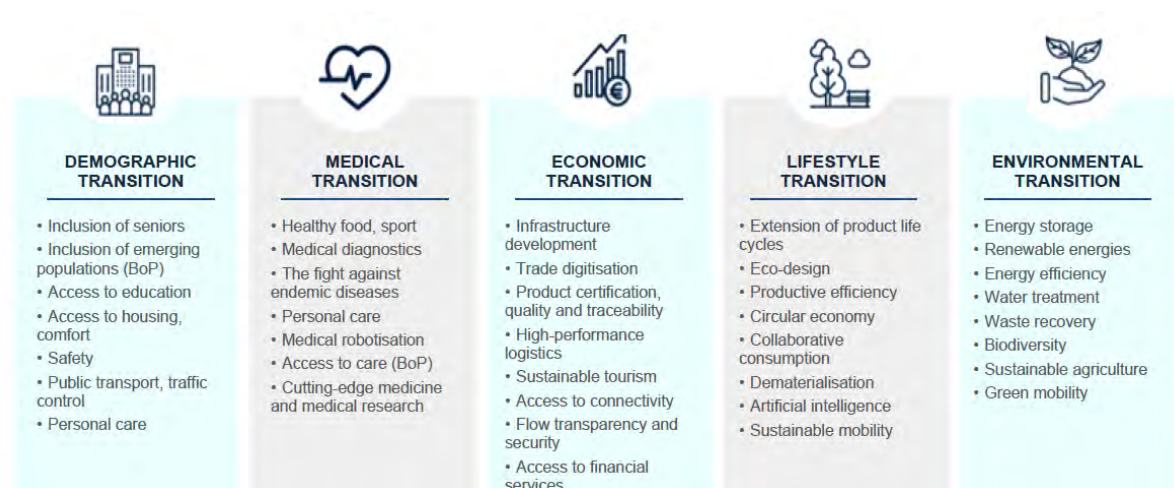 DEMOGRAPHIC
TRANSITION
• Inclusion of seniors
• Inclusion of emerging
populations (BoP)
• Access to education
• Access to housing,
comfort
• Safety
• Public transport, traffic
control
• Personal care
MEDICAL
TRANSITION
• Healthy food, sport
• Medical diagnostics
• The fight against
endemic diseases
• Personal care
• Medical robotisation
• Access to care (BoP)
• Cutting-edge medicine
and medical research
ECONOMIC
TRANSITION
• Infrastructure
development
• Trade digitisation
• Product certification,
quality and traceability
• High-performance
logistics
• Sustainable tourism
• Access to connectivity
• Flow transparency and
security
• Access to financial
services
LIFESTYLE
TRANSITION
• Extension of product life
cycles
• Eco-design
• Productive efficiency
• Circular economy
• Collaborative
consumption
• Dematerialisation
• Artificial intelligence
• Sustainable mobility
ENVIRONMENTAL
TRANSITION
• Energy storage
• Renewable energies
• Energy efficiency
• Water treatment
• Waste recovery
• Biodiversity
• Sustainable agriculture
• Green mobility